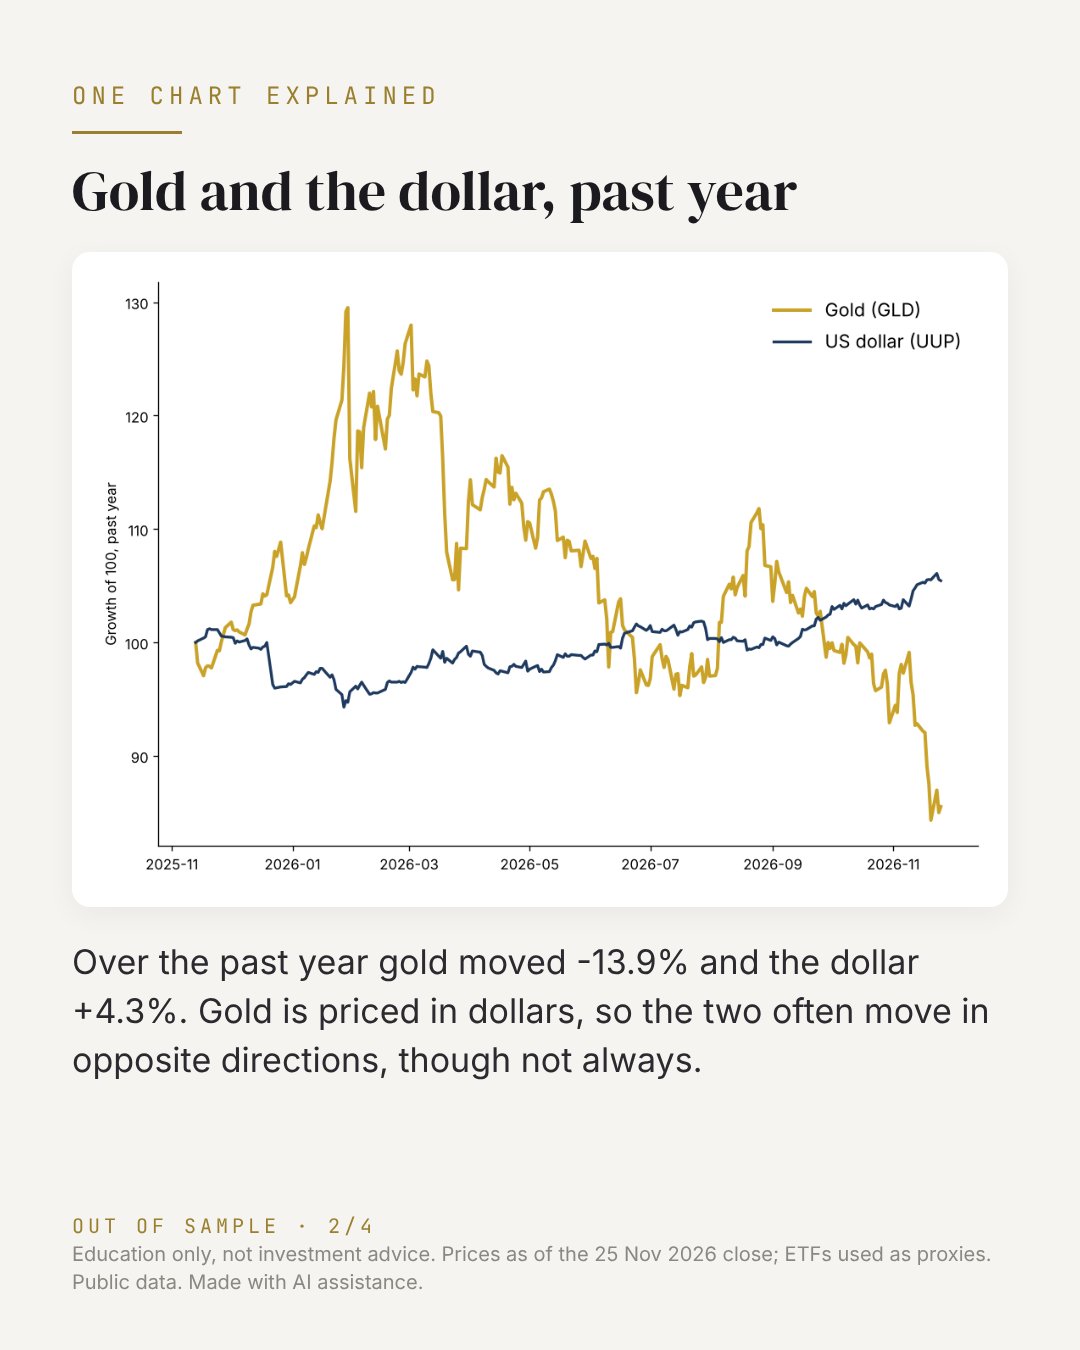 ONE CHART EXPLAINED
Gold and the dollar, past year
130
120
110
100
90
Growth of 100, past year
Gold (GLD)
US dollar (UUP)
2025-11
2026-01
2026-03
2026-05
2026-07
2026-09
2026-11
Over the past year gold moved -13.9% and the dollar
+4.3%. Gold is priced in dollars, so the two often move in
opposite directions, though not always.
OUT OF SAMPLE · 2/4
Education only, not investment advice. Prices as of the 25 Nov 2026 close; ETFs used as proxies.
Public data. Made with AI assistance.